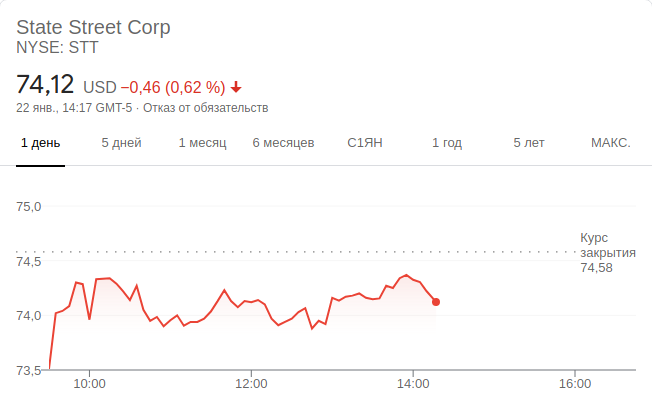 State Street Corp
NYSE: STT
74,12 USD −0,46 (0,62 %)
22 янв., 14:17 GMT-5 · Отказ от обязательств
1 день 5 дней 1 месяц 6 месяцев С1ЯН 1 год 5 лет МАКС.
75,0
Курс
закрытия
74,58
74,5
74,0
73,5
10:00 12:00 14:00 16:00